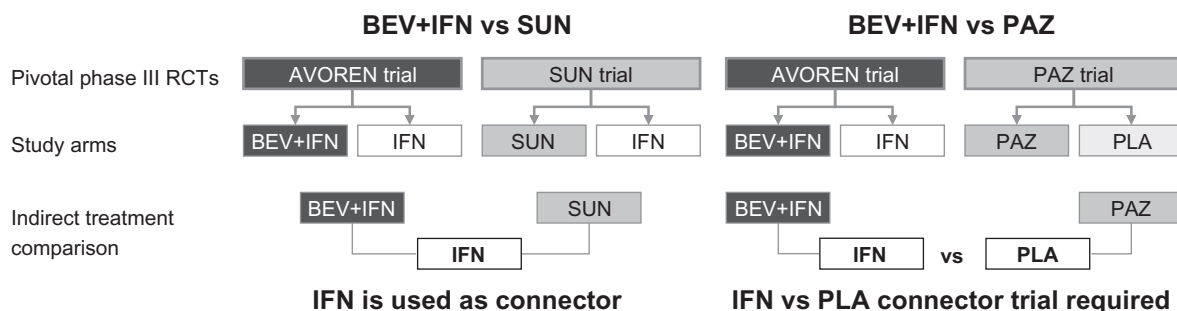 BEV+IFN vs SUN BEV+IFN vs PAZ
Pivotal phase III RCTs AVOREN trial SUN trial AVOREN trial PAZ trial
Study arms BEV+IFN IFN SUN IFN BEV+IFN IFN PAZ PLA
Indirect treatment
comparison
BEV+IFN SUN BEV+IFN PAZ
IFN IFN vs PLA
IFN is used as connector IFN vs PLA connector trial required